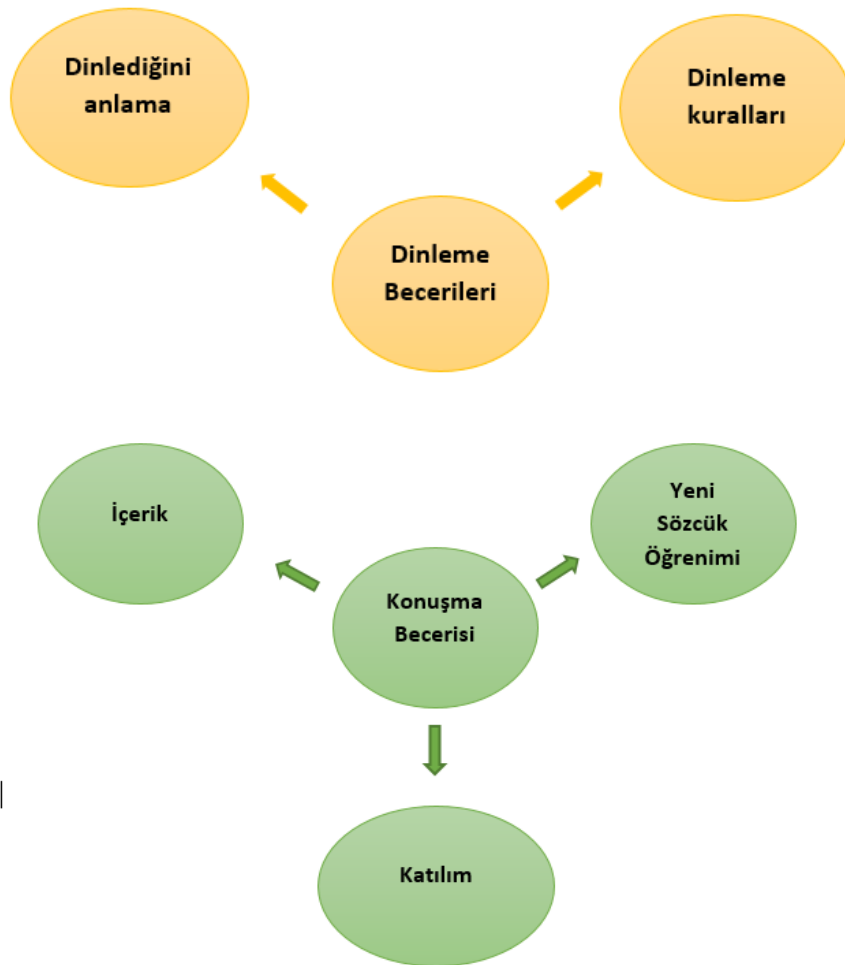 Dinlediğini
anlama
Dinleme
kuralları
Dinleme
Becerileri
İçerik
Yeni
Sözcük
Öğrenimi
Konuşma
Becerisi
Katılım